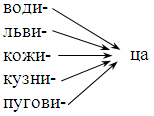 води-
льви-
кожи-
кузни-
пугови-
ца